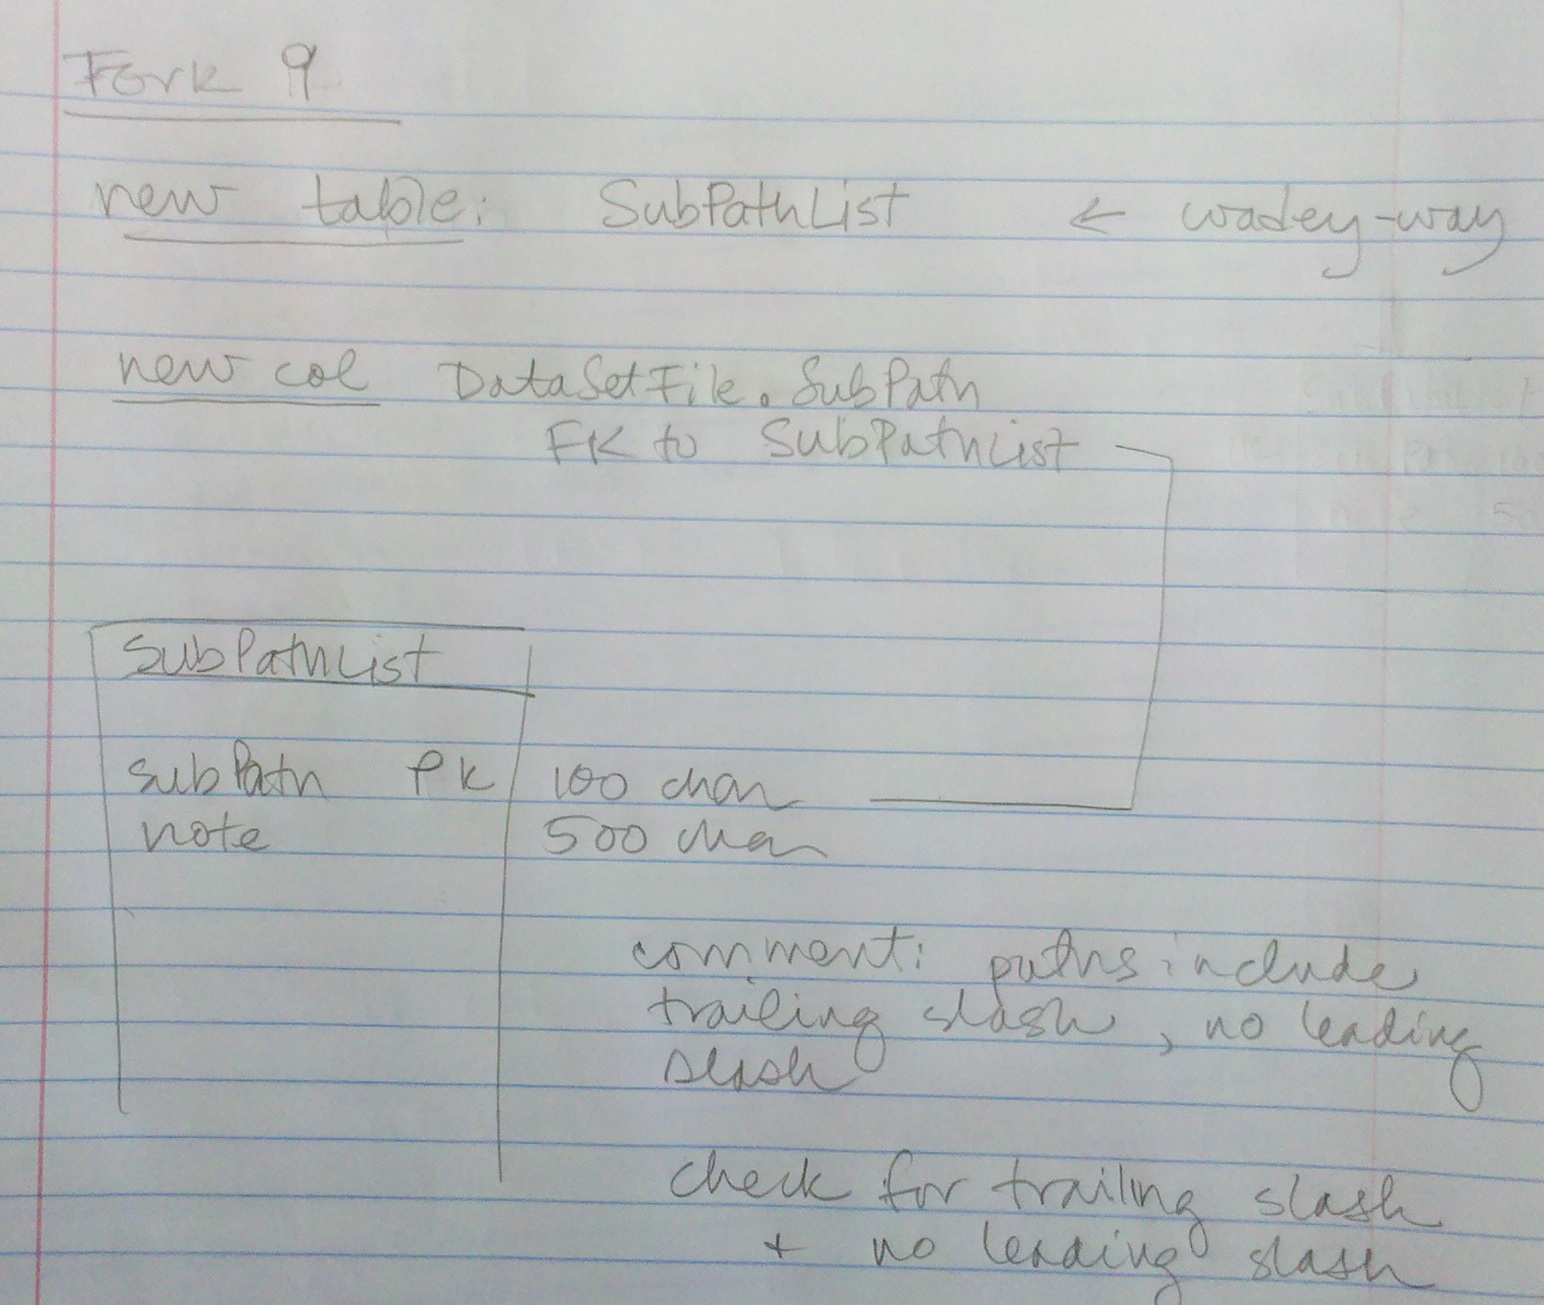 Fork 9
new table: SubPathList ← wadey-way
new col DataSetFile.SubPath
FK to SubPathList
SubPathList
subPath PK 100 char
note 500 char
comment: paths include
trailing slash, no leading
slash
check for trailing slash
+ no leading slash